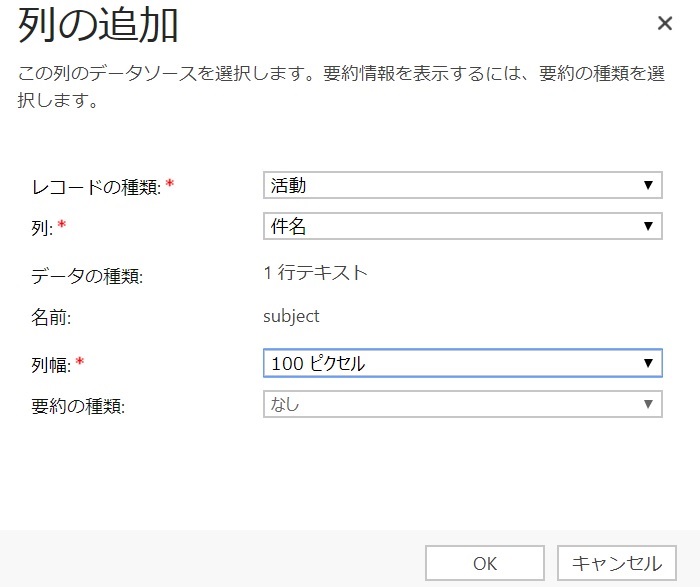 列の追加
この列のデータソースを選択します。要約情報を表示するには、要約の種類を選
択します。
レコードの種類: * 活動
列: * 件名
データの種類: 1 行テキスト
名前: subject
列幅: * 100 ピクセル
要約の種類: なし
OK キャンセル